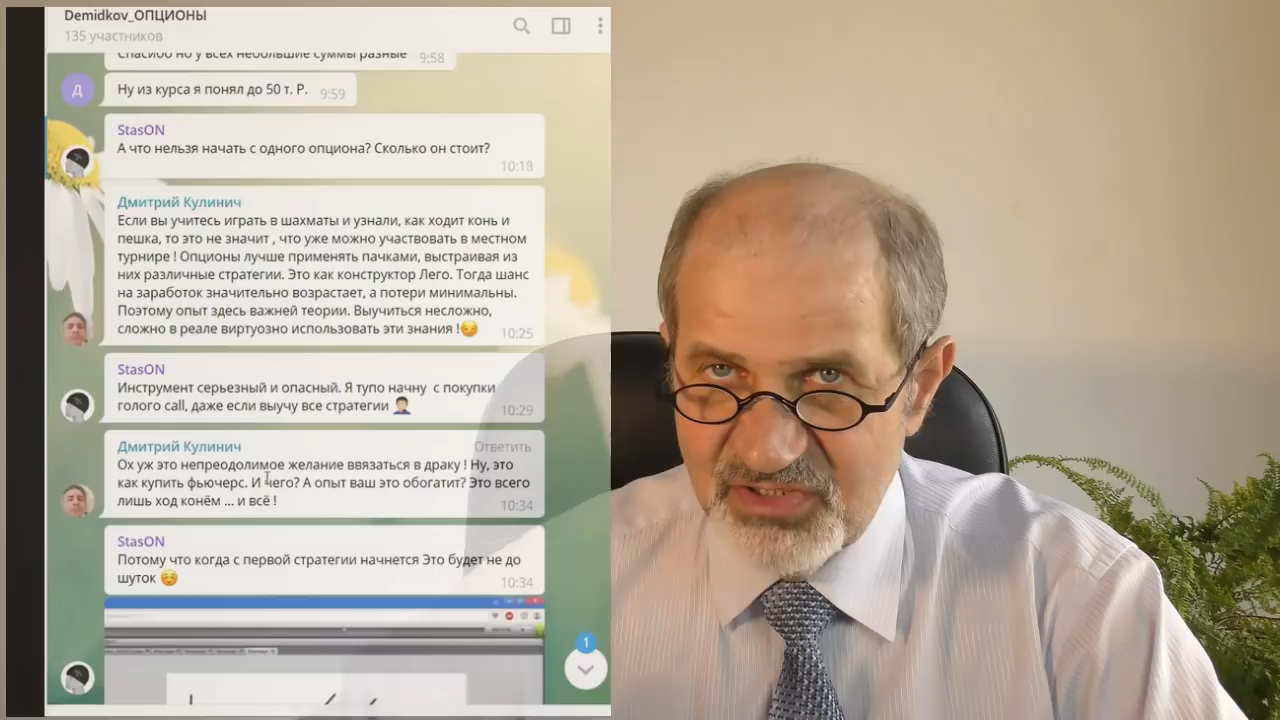 Demidkov_ОПЦИОНЫ
135 участников
Спасибо но у всех небольшие суммы разные 9:58
Д
Ну из курса я понял до 50 т. Р. 9:59
StasON
А что нельзя начать с одного опциона? Сколько он стоит?
10:18
Дмитрий Кулинич
Если вы учитесь играть в шахматы и узнали, как ходит конь и
пешка, то это не значит , что уже можно участвовать в местном
турнире ! Опционы лучше применять пачками, выстраивая из
них различные стратегии. Это как конструктор Лего. Тогда шанс
на заработок значительно возрастает, а потери минимальны.
Поэтому опыт здесь важней теории. Выучиться несложно,
сложно в реале виртуозно использовать эти знания !😏 10:25
StasON
Инструмент серьезный и опасный. Я тупо начну с покупки
голого call, даже если выучу все стратегии 🤦🏻‍♂️ 10:29
Дмитрий Кулинич Ответить
Ох уж это непреодолимое желание ввязаться в драку ! Ну, это
как купить фьючерс. И чего? А опыт ваш это обогатит? Это всего
лишь ход конём ... и всё ! 10:34
StasON
Потому что когда с первой стратегии начнется Это будет не до
шуток ☺️ 10:34
1